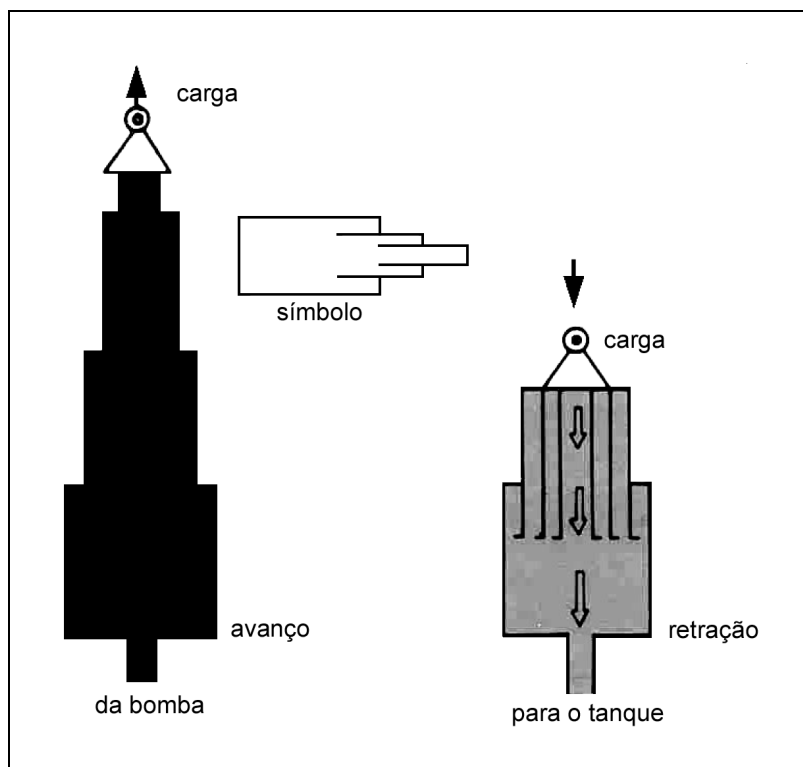 carga
símbolo
carga
avanço
retração
da bomba
para o tanque